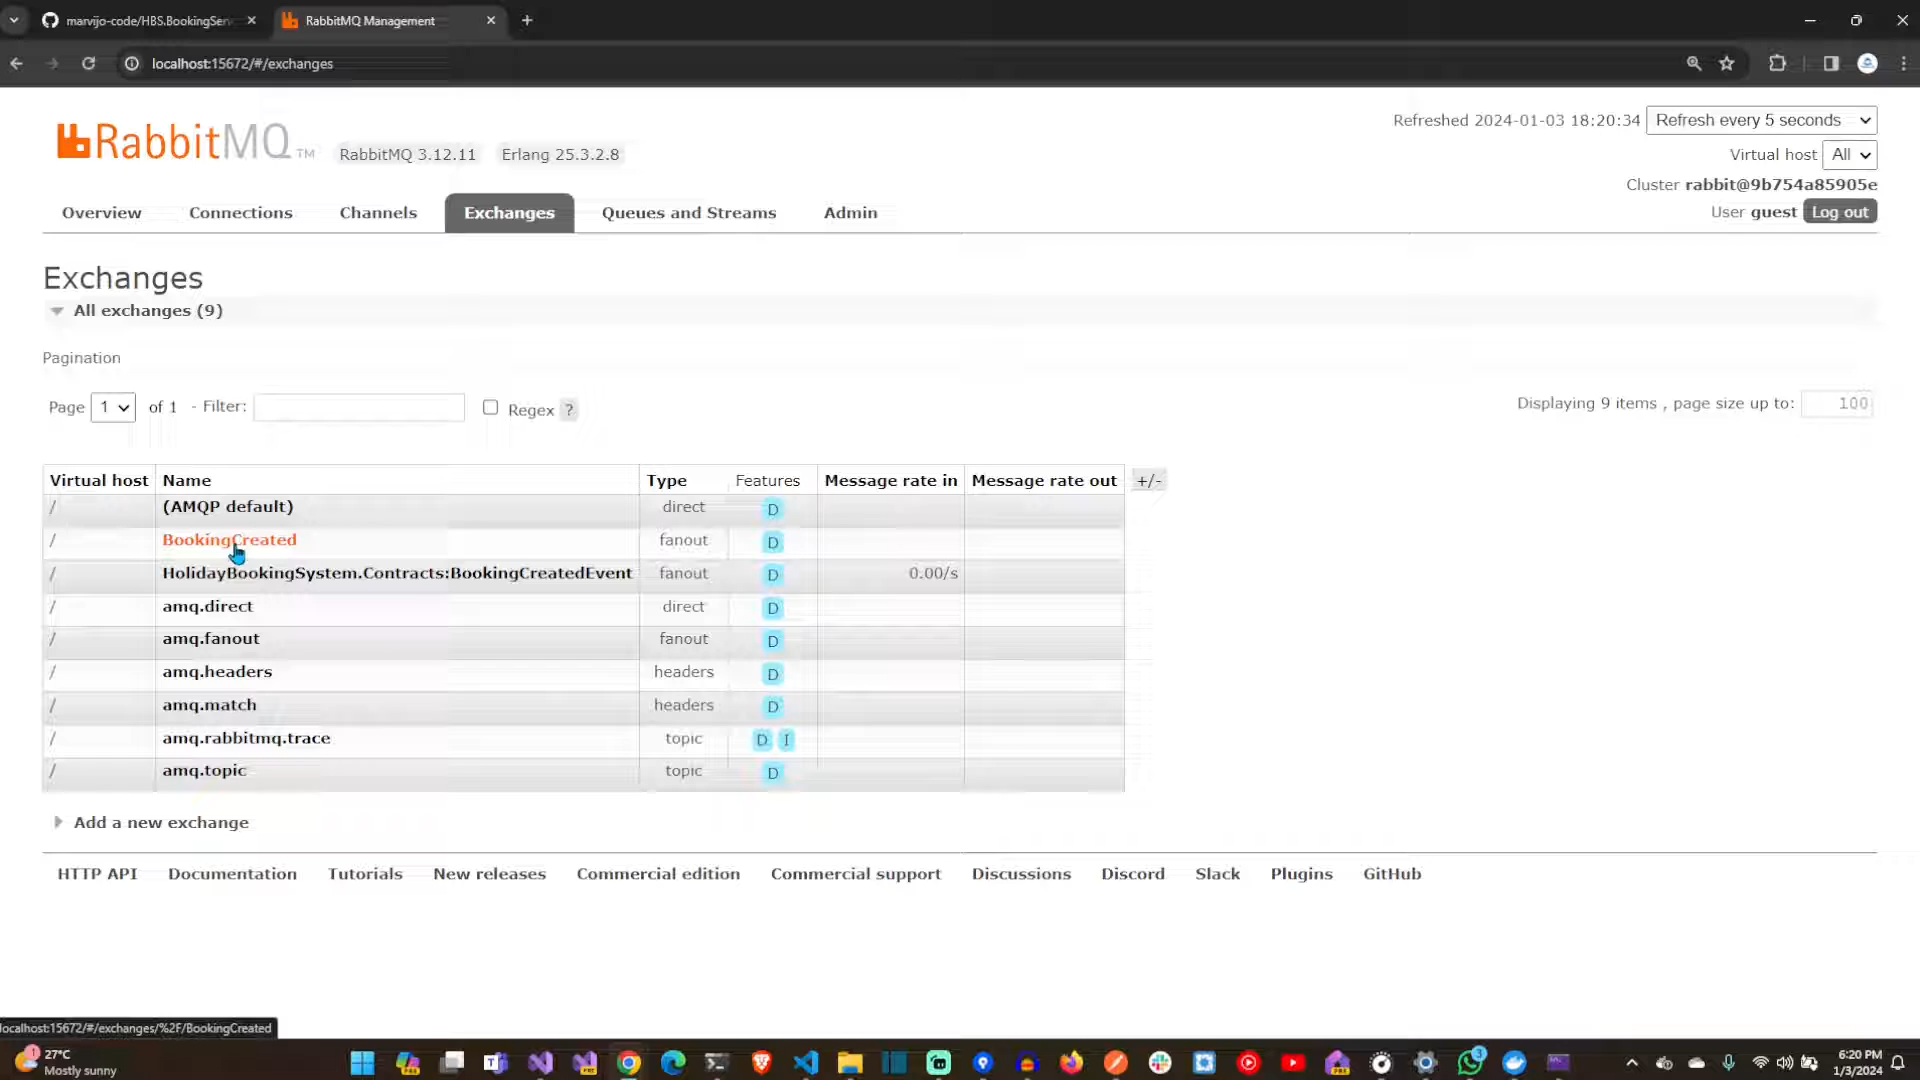 marvijo-code/HBS.BookingSer
RabbitMQ Management
localhost:15672/#/exchanges
Refreshed 2024-01-03 18:20:34 Refresh every 5 seconds
RabbitMQ TM RabbitMQ 3.12.11 Erlang 25.3.2.8
Virtual host All
Cluster rabbit@9b754a85905e
User guest Log out
Overview Connections Channels Exchanges Queues and Streams Admin
Exchanges
All exchanges (9)
Pagination
Page 1 of 1 - Filter: Regex ?
Displaying 9 items , page size up to: 100
Virtual host Name Type Features Message rate in Message rate out +/-
/ (AMQP default) direct D
/ BookingCreated fanout D
/ HolidayBookingSystem.Contracts:BookingCreatedEvent fanout D 0.00/s
/ amq.direct direct D
/ amq.fanout fanout D
/ amq.headers headers D
/ amq.match headers D
/ amq.rabbitmq.trace topic D I
/ amq.topic topic D
Add a new exchange
HTTP API Documentation Tutorials New releases Commercial edition Commercial support Discussions Discord Slack Plugins GitHub
localhost:15672/#/exchanges/%2F/BookingCreated
1
27°C
Mostly sunny
PRE
PRE
PRE
3
6:20 PM
1/3/2024